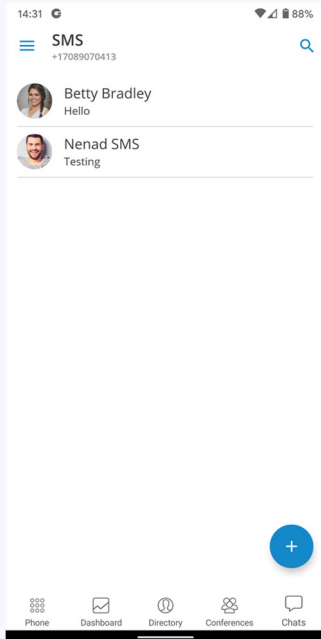 14:31 G 88%
SMS
+17089070413
Betty Bradley
Hello
Nenad SMS
Testing
+
Phone Dashboard Directory Conferences Chats